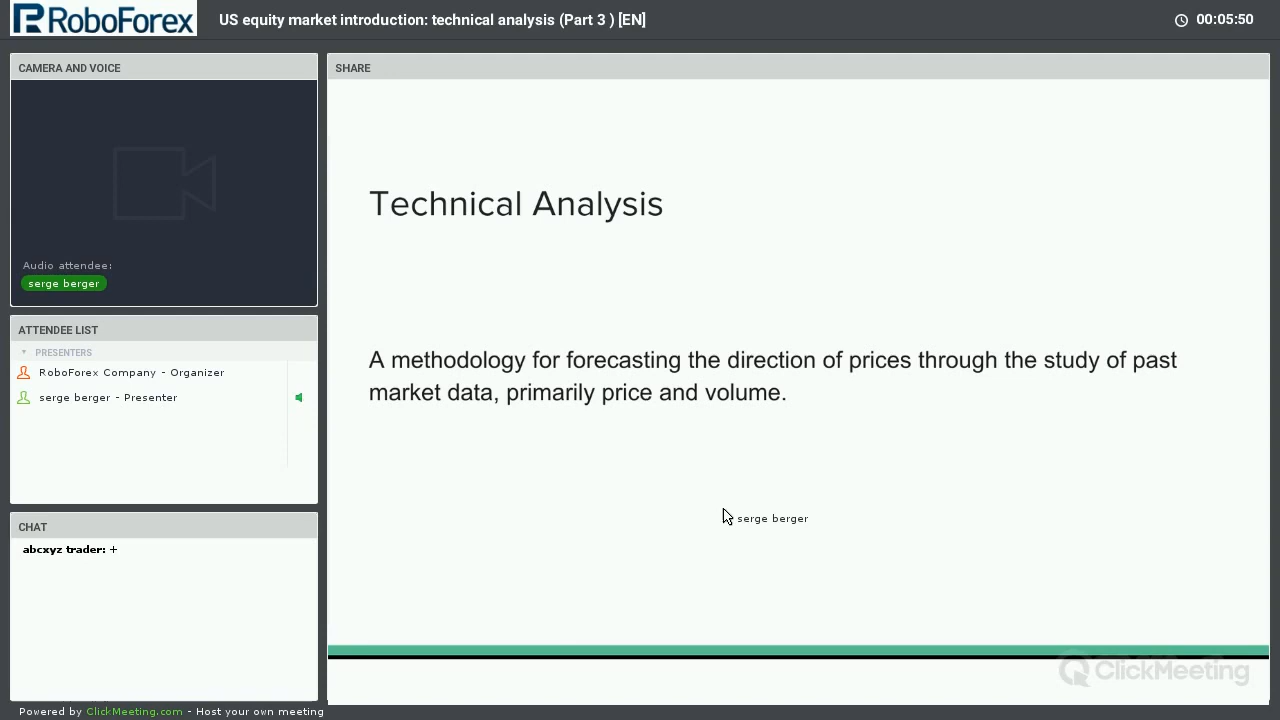 RoboForex
US equity market introduction: technical analysis (Part 3 ) [EN]
00:05:50
CAMERA AND VOICE
Audio attendee:
serge berger
ATTENDEE LIST
PRESENTERS
RoboForex Company - Organizer
serge berger - Presenter
CHAT
abcxyz trader: +
SHARE
Technical Analysis
A methodology for forecasting the direction of prices through the study of past
market data, primarily price and volume.
serge berger
ClickMeeting
Powered by ClickMeeting.com - Host your own meeting